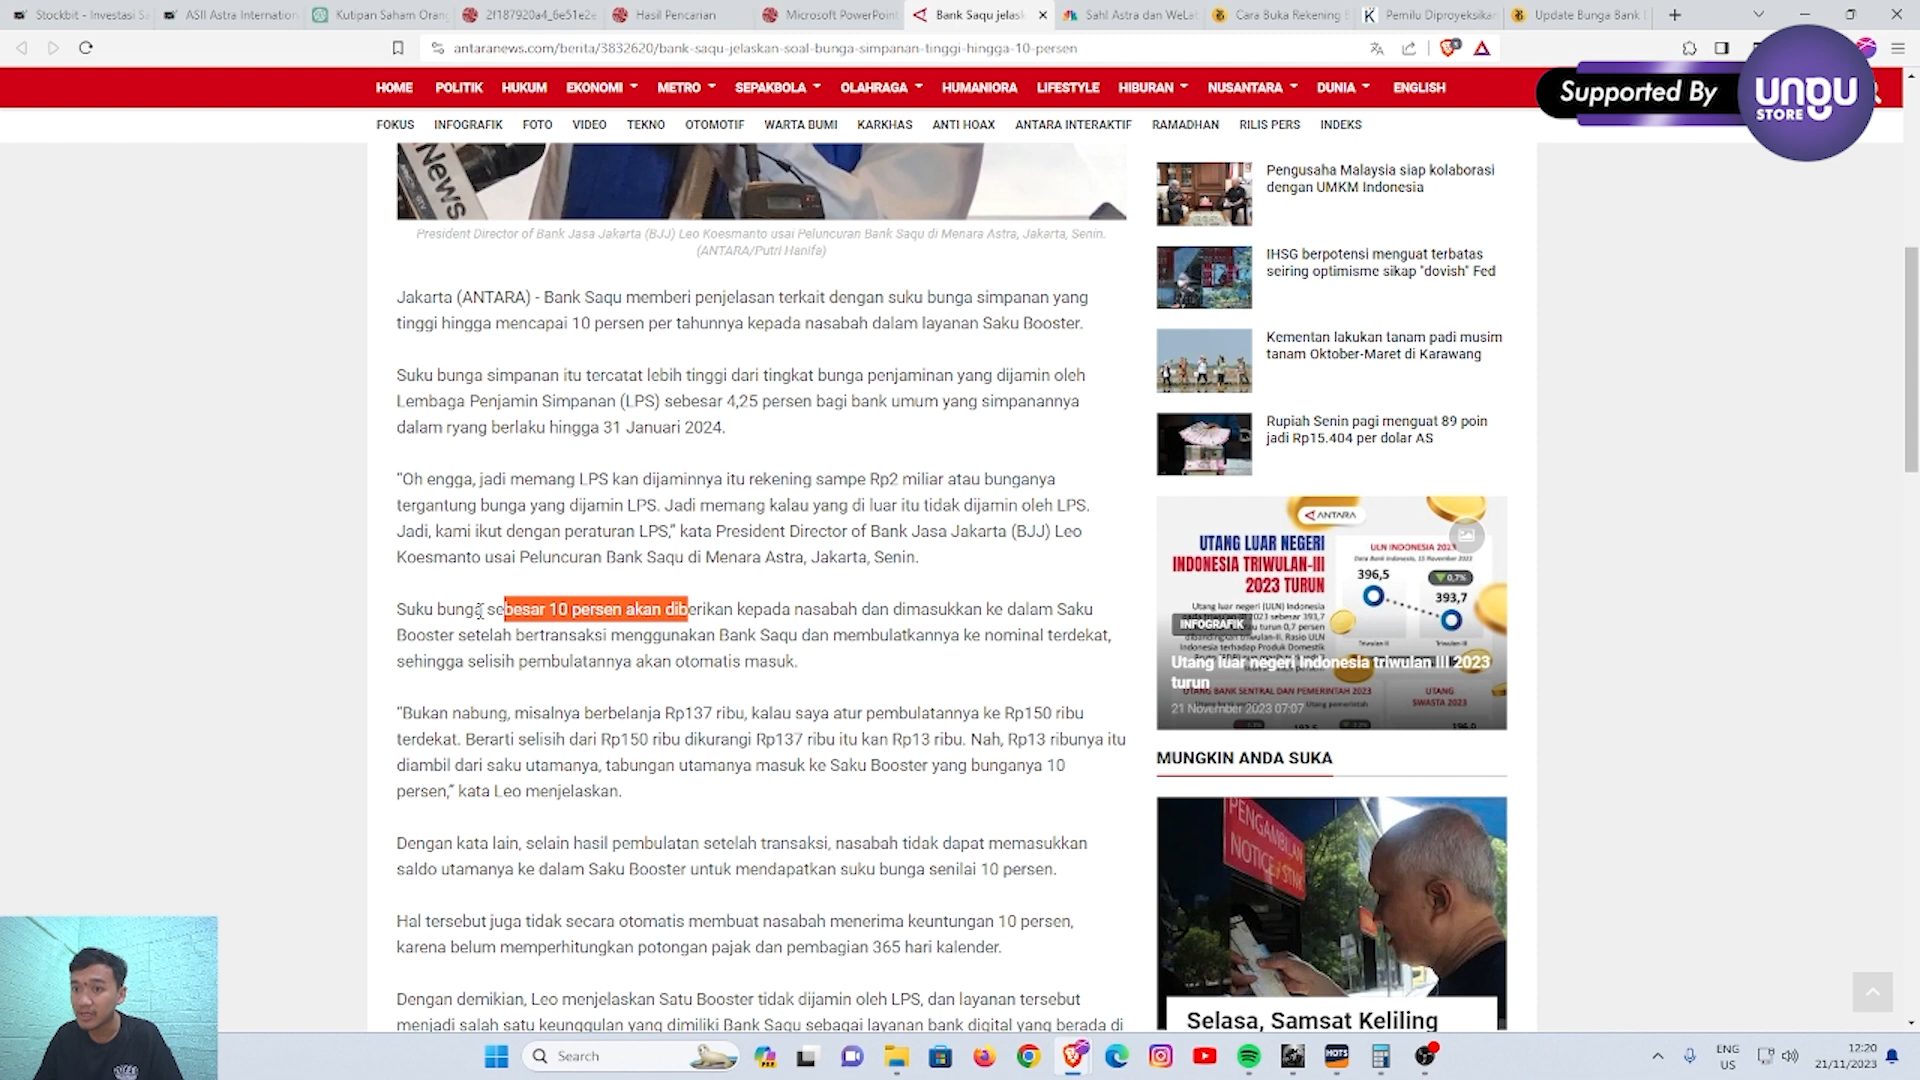 Stockbit - Investasi Sa
ASII Astra Internation
Kutipan Saham Orang
2f187920a4_6e51e2e
Hasil Pencarian
Microsoft PowerPoint
Bank Saqu jelask
Sah! Astra dan WeLab
Cara Buka Rekening
Pemilu Diproyeksikan
Update Bunga Bank
antaranews.com/berita/3832620/bank-saqu-jelaskan-soal-bunga-simpanan-tinggi-hingga-10-persen
HOME POLITIK HUKUM EKONOMI METRO SEPAKBOLA OLAHRAGA HUMANIORA LIFESTYLE HIBURAN NUSANTARA DUNIA ENGLISH
Supported By
UNGU
STORE
FOKUS INFOGRAFIK FOTO VIDEO TEKNO OTOMOTIF WARTA BUMI KARKHAS ANTI HOAX ANTARA INTERAKTIF RAMADHAN RILIS PERS INDEKS
News
President Director of Bank Jasa Jakarta (BJJ) Leo Koesmanto usai Peluncuran Bank Saqu di Menara Astra, Jakarta, Senin.
(ANTARA/Putri Hanifa)
Jakarta (ANTARA) - Bank Saqu memberi penjelasan terkait dengan suku bunga simpanan yang
tinggi hingga mencapai 10 persen per tahunnya kepada nasabah dalam layanan Saku Booster.
Suku bunga simpanan itu tercatat lebih tinggi dari tingkat bunga penjaminan yang dijamin oleh
Lembaga Penjamin Simpanan (LPS) sebesar 4,25 persen bagi bank umum yang simpanannya
dalam ryang berlaku hingga 31 Januari 2024.
“Oh engga, jadi memang LPS kan dijaminnya itu rekening sampe Rp2 miliar atau bunganya
tergantung bunga yang dijamin LPS. Jadi memang kalau yang di luar itu tidak dijamin oleh LPS.
Jadi, kami ikut dengan peraturan LPS,” kata President Director of Bank Jasa Jakarta (BJJ) Leo
Koesmanto usai Peluncuran Bank Saqu di Menara Astra, Jakarta, Senin.
Suku bunga sebesar 10 persen akan diberikan kepada nasabah dan dimasukkan ke dalam Saku
Booster setelah bertransaksi menggunakan Bank Saqu dan membulatkannya ke nominal terdekat,
sehingga selisih pembulatannya akan otomatis masuk.
“Bukan nabung, misalnya berbelanja Rp137 ribu, kalau saya atur pembulatannya ke Rp150 ribu
terdekat. Berarti selisih dari Rp150 ribu dikurangi Rp137 ribu itu kan Rp13 ribu. Nah, Rp13 ribunya itu
diambil dari saku utamanya, tabungan utamanya masuk ke Saku Booster yang bunganya 10
persen,” kata Leo menjelaskan.
Dengan kata lain, selain hasil pembulatan setelah transaksi, nasabah tidak dapat memasukkan
saldo utamanya ke dalam Saku Booster untuk mendapatkan suku bunga senilai 10 persen.
Hal tersebut juga tidak secara otomatis membuat nasabah menerima keuntungan 10 persen,
karena belum memperhitungkan potongan pajak dan pembagian 365 hari kalender.
Dengan demikian, Leo menjelaskan Satu Booster tidak dijamin oleh LPS, dan layanan tersebut
menjadi salah satu keunggulan yang dimiliki Bank Saqu sebagai layanan bank digital yang berada di
Pengusaha Malaysia siap kolaborasi
dengan UMKM Indonesia
IHSG berpotensi menguat terbatas
seiring optimisme sikap "dovish" Fed
Kementan lakukan tanam padi musim
tanam Oktober-Maret di Karawang
Rupiah Senin pagi menguat 89 poin
jadi Rp15.404 per dolar AS
ANTARA
UTANG LUAR NEGERI
INDONESIA TRIWULAN-III
2023 TURUN
ULN INDONESIA 2023
396,5
0,7%
393,7
INFOGRAFIK
Utang luar negeri Indonesia triwulan III 2023
turun
UTANG BANK SENTRAL DAN PEMERINTAH 2023
UTANG
SWASTA 2023
21 November 2023 07:07
MUNGKIN ANDA SUKA
PENGAMBILAN
NOTICE/STNK
Selasa, Samsat Keliling
Search
HOTS
ENG
US
12:20
21/11/2023